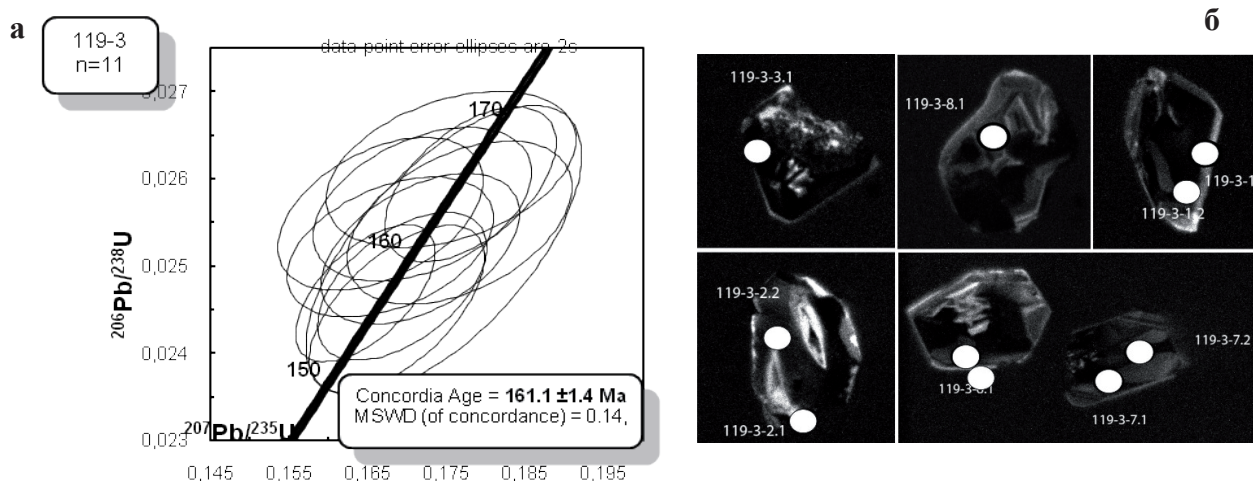 а
119-3
n=11
data-point error ellipses are 2s
0,027
0,026
0,025
0,024
0,023
170
160
150
206Pb/238U
207Pb/235U
Concordia Age = 161.1 ±1.4 Ma
MSWD (of concordance) = 0.14,
0,145 0,155 0,165 0,175 0,185 0,195
б
119-3-3.1
119-3-8.1
119-3-1
119-3-1.2
119-3-2.2
119-3-2.1
119-3-7.2
119-3-7.1